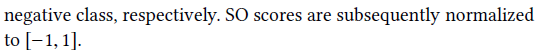 negative class, respectively. SO scores are subsequently normalized
to [−1, 1].